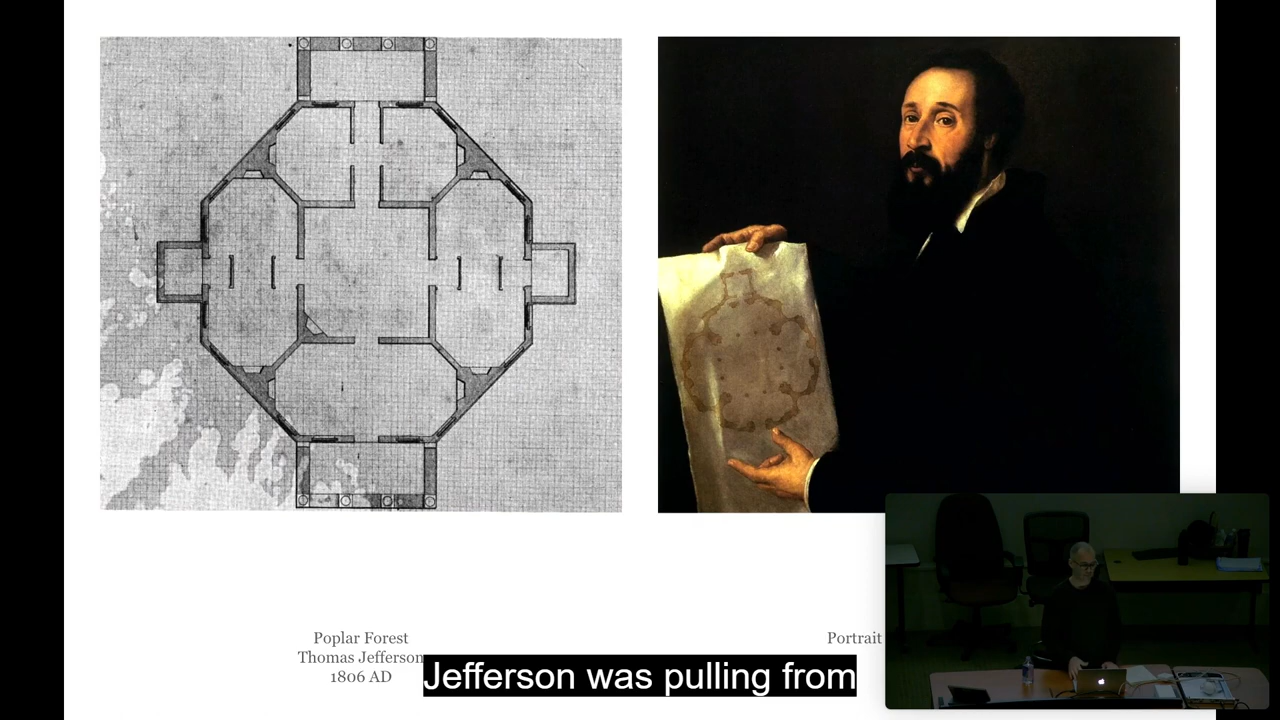 Poplar Forest
Thomas Jefferson
1806 AD
Portrait
Jefferson was pulling from